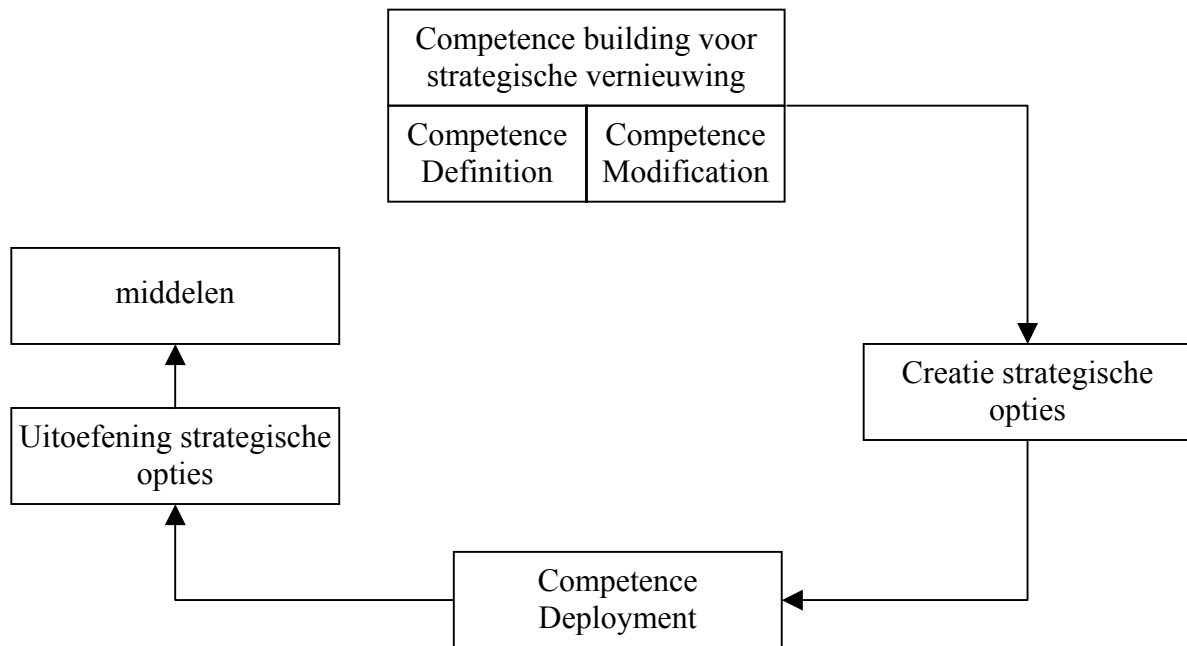 Competence building voor
strategische vernieuwing
Competence
Definition
Competence
Modification
middelen
Creatie strategische
opties
Uitoefening strategische
opties
Competence
Deployment